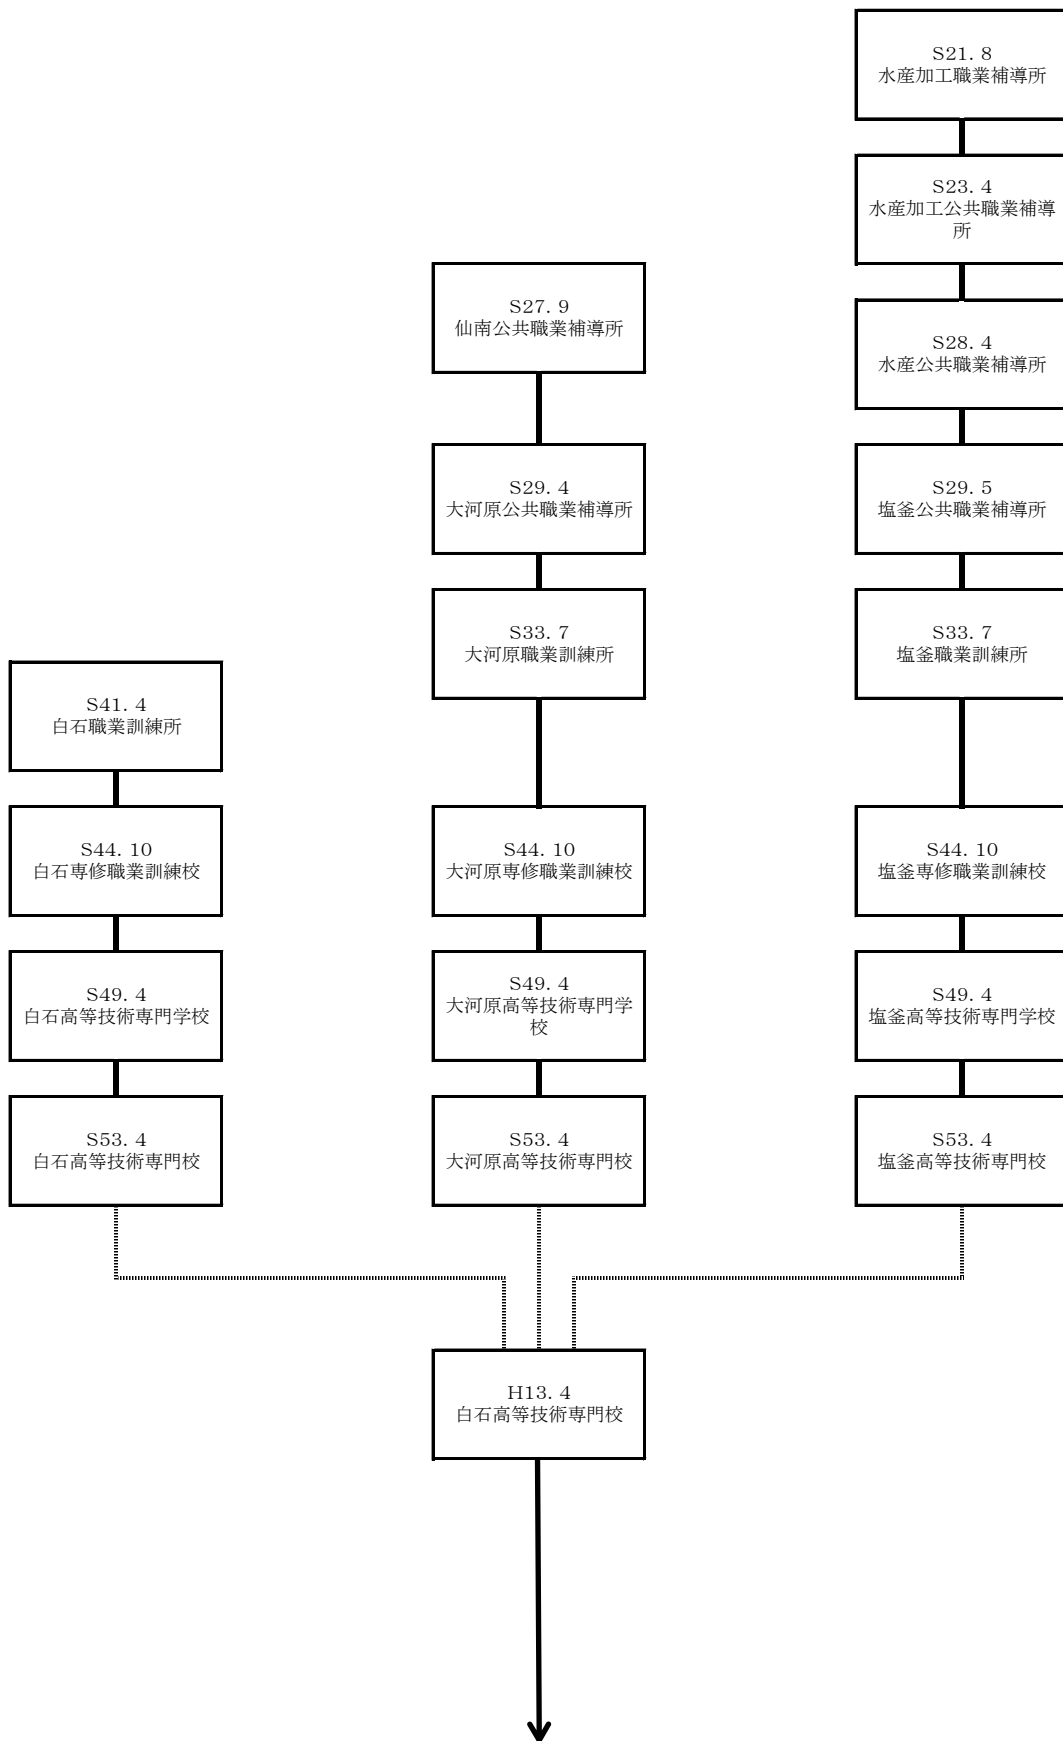 S21. 8
水産加工職業補導所
S23. 4
水産加工公共職業補導
所
S27. 9
仙南公共職業補導所
S28. 4
水産公共職業補導所
S29. 4
大河原公共職業補導所
S29. 5
塩釜公共職業補導所
S33. 7
大河原職業訓練所
S33. 7
塩釜職業訓練所
S41. 4
白石職業訓練所
S44. 10
白石専修職業訓練校
S44. 10
大河原専修職業訓練校
S44. 10
塩釜専修職業訓練校
S49. 4
白石高等技術専門学校
S49. 4
大河原高等技術専門学
校
S49. 4
塩釜高等技術専門学校
S53. 4
白石高等技術専門校
S53. 4
大河原高等技術専門校
S53. 4
塩釜高等技術専門校
H13. 4
白石高等技術専門校